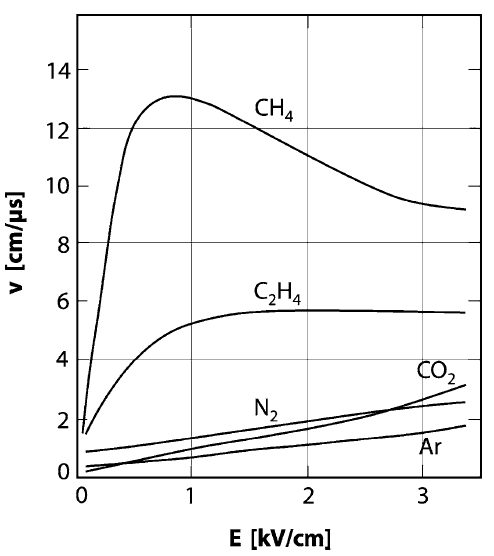 14
12
10
8
6
4
2
0
v [cm/µs]
CH₄
C₂H₄
CO₂
N₂
Ar
0 1 2 3
E [kV/cm]